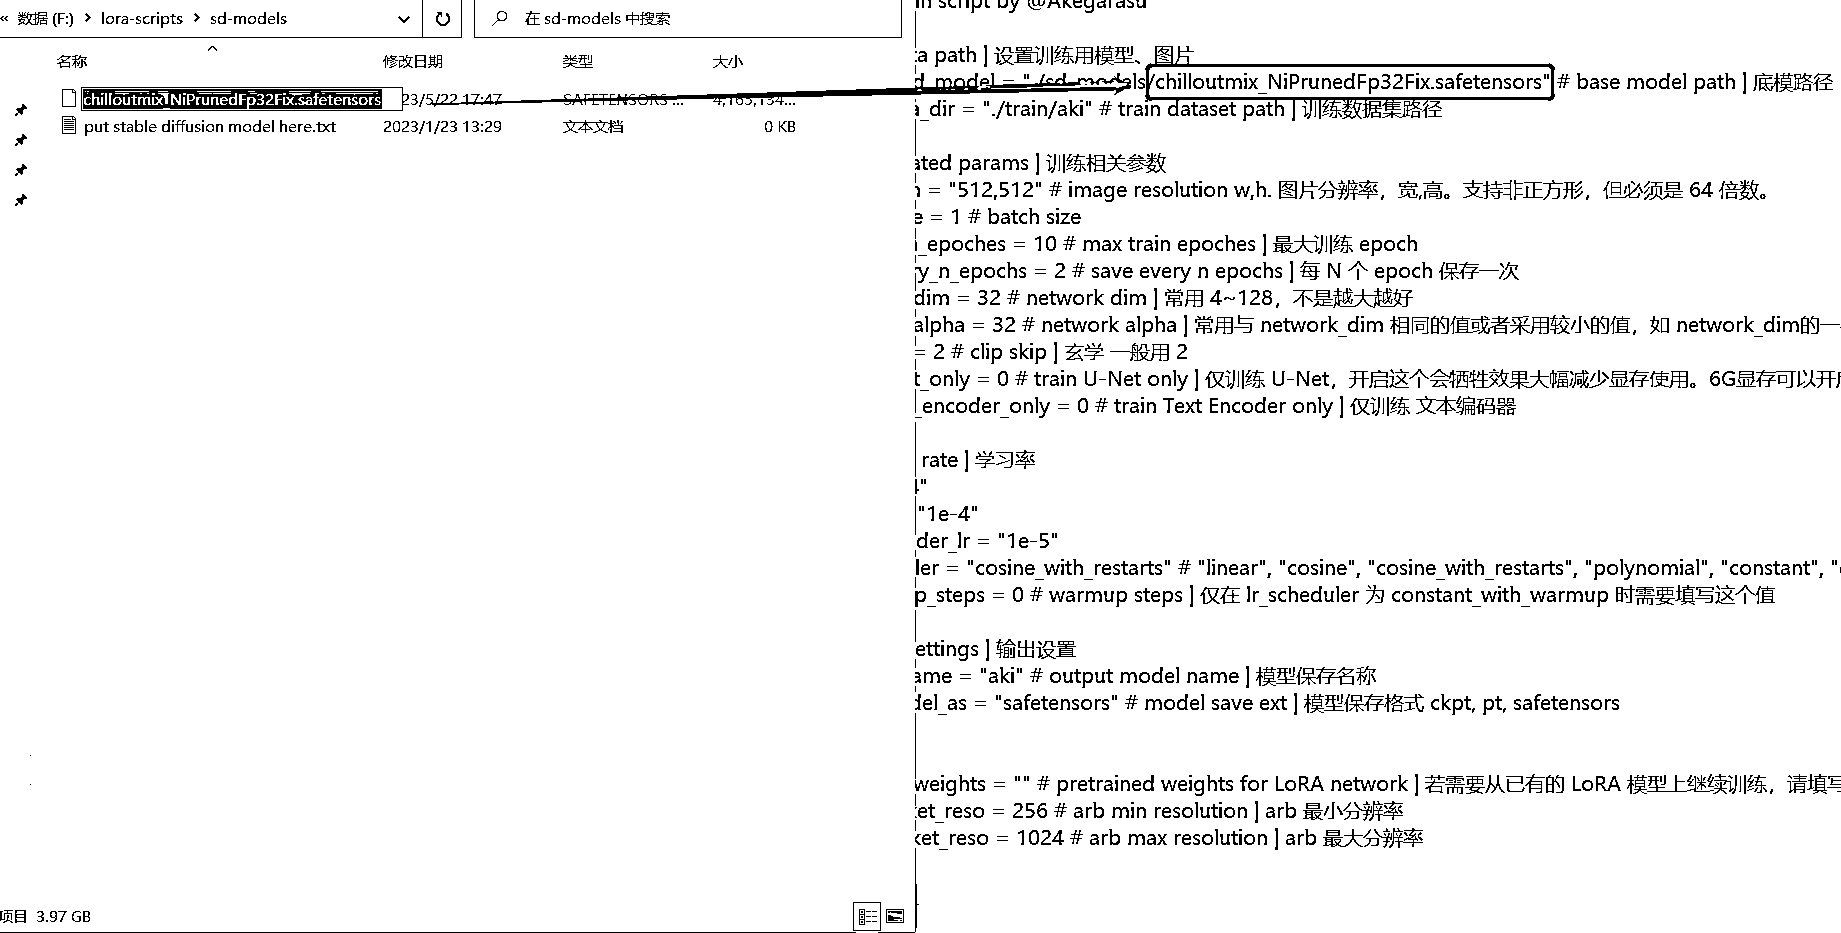 « 数据 (F:) > lora-scripts > sd-models
在 sd-models 中搜索
名称 修改日期 类型 大小
chilloutmix_NiPrunedFp32Fix.safetensors 23/5/22 17:47 SAFETENSORS ... 4,165,134...
put stable diffusion model here.txt 2023/1/23 13:29 文本文档 0 KB
项目 3.97 GB
in script by @Akegarasu
ta path ] 设置训练用模型、图片
d_model = "./sd-models/chilloutmix_NiPrunedFp32Fix.safetensors" # base model path ] 底模路径
a_dir = "./train/aki" # train dataset path ] 训练数据集路径
ated params ] 训练相关参数
n = "512,512" # image resolution w,h. 图片分辨率，宽,高。支持非正方形，但必须是 64 倍数。
e = 1 # batch size
_epoches = 10 # max train epoches ] 最大训练 epoch
ry_n_epochs = 2 # save every n epochs ] 每 N 个 epoch 保存一次
dim = 32 # network dim ] 常用 4~128，不是越大越好
alpha = 32 # network alpha ] 常用与 network_dim 相同的值或者采用较小的值，如 network_dim的一
= 2 # clip skip ] 玄学 一般用 2
t_only = 0 # train U-Net only ] 仅训练 U-Net，开启这个会牺牲效果大幅减少显存使用。6G显存可以开启
_encoder_only = 0 # train Text Encoder only ] 仅训练 文本编码器
rate ] 学习率
4"
"1e-4"
der_lr = "1e-5"
ler = "cosine_with_restarts" # "linear", "cosine", "cosine_with_restarts", "polynomial", "constant", "c
p_steps = 0 # warmup steps ] 仅在 lr_scheduler 为 constant_with_warmup 时需要填写这个值
ettings ] 输出设置
ame = "aki" # output model name ] 模型保存名称
del_as = "safetensors" # model save ext ] 模型保存格式 ckpt, pt, safetensors
weights = "" # pretrained weights for LoRA network ] 若需要从已有的 LoRA 模型上继续训练，请填写
ket_reso = 256 # arb min resolution ] arb 最小分辨率
ket_reso = 1024 # arb max resolution ] arb 最大分辨率